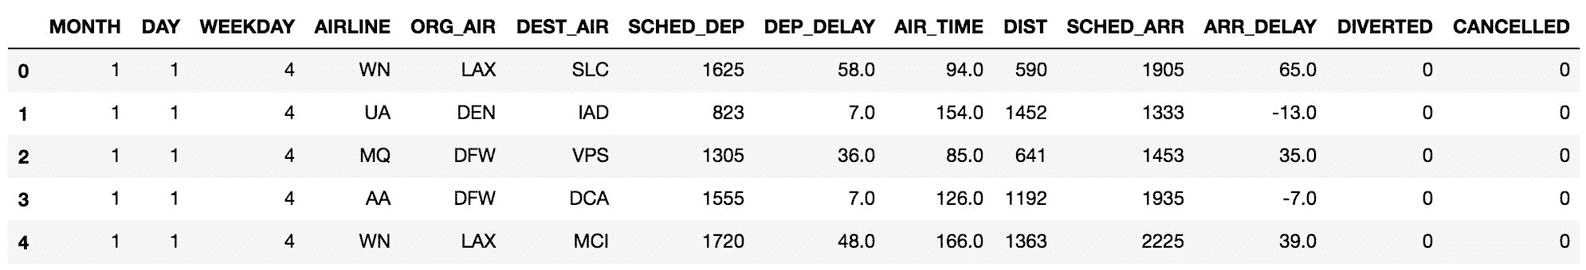 MONTH DAY WEEKDAY AIRLINE ORG_AIR DEST_AIR SCHED_DEP DEP_DELAY AIR_TIME DIST SCHED_ARR ARR_DELAY DIVERTED CANCELLED
0 1 1 4 WN LAX SLC 1625 58.0 94.0 590 1905 65.0 0 0
1 1 1 4 UA DEN IAD 823 7.0 154.0 1452 1333 -13.0 0 0
2 1 1 4 MQ DFW VPS 1305 36.0 85.0 641 1453 35.0 0 0
3 1 1 4 AA DFW DCA 1555 7.0 126.0 1192 1935 -7.0 0 0
4 1 1 4 WN LAX MCI 1720 48.0 166.0 1363 2225 39.0 0 0